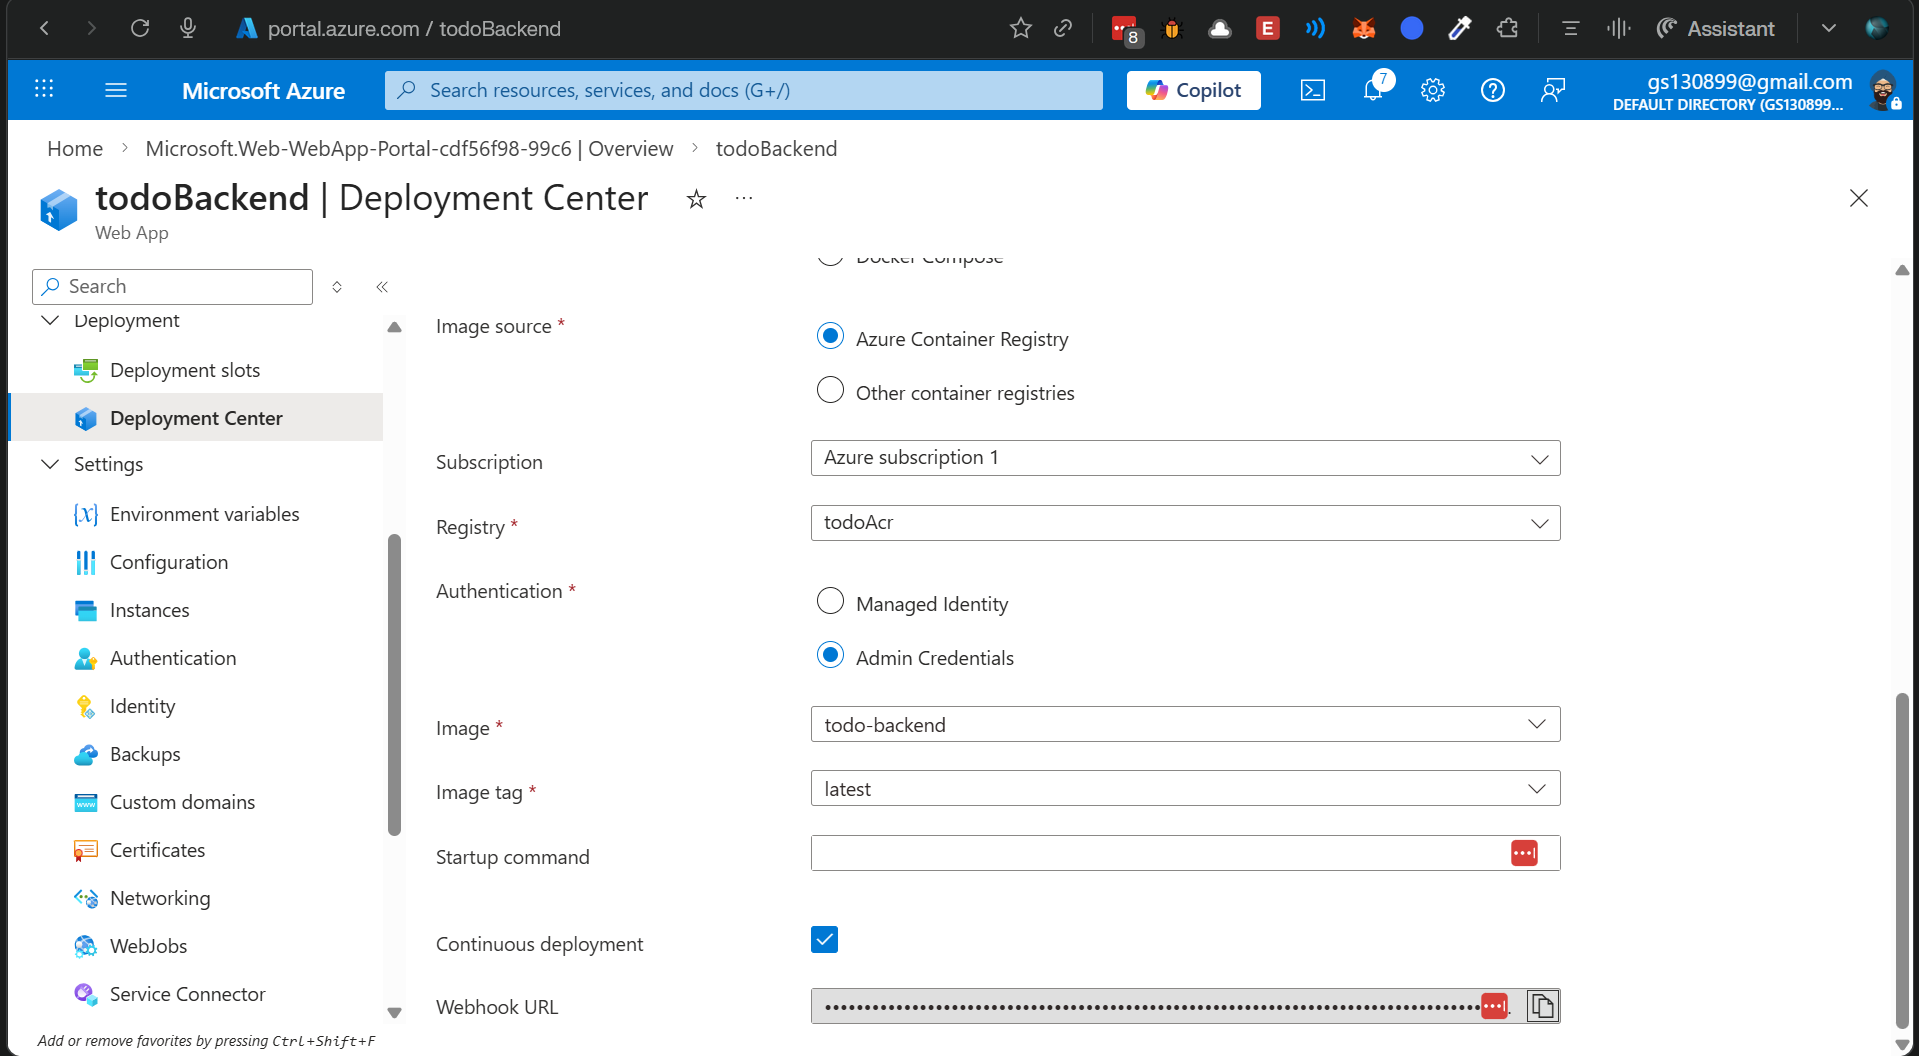 portal.azure.com / todoBackend
8
E
Assistant
Microsoft Azure
Search resources, services, and docs (G+/)
Copilot
7
gs130899@gmail.com
DEFAULT DIRECTORY (GS130899...
Home
Microsoft.Web-WebApp-Portal-cdf56f98-99c6 | Overview
todoBackend
todoBackend | Deployment Center
...
Web App
Search
Deployment
Deployment slots
Deployment Center
Settings
Environment variables
Configuration
Instances
Authentication
Identity
Backups
Custom domains
Certificates
Networking
WebJobs
Service Connector
Add or remove favorites by pressing Ctrl+Shift+F
Docker Compose
Image source *
Azure Container Registry
Other container registries
Subscription
Azure subscription 1
Registry *
todoAcr
Authentication *
Managed Identity
Admin Credentials
Image *
todo-backend
Image tag *
latest
Startup command
Continuous deployment
Webhook URL